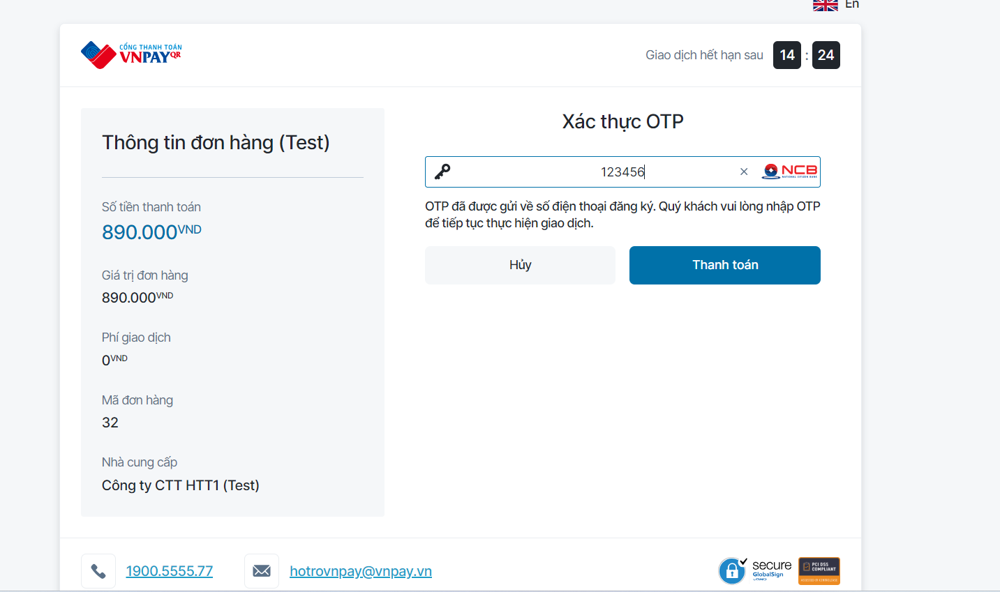 En
CỔNG THANH TOÁN
VNPAYQR
Giao dịch hết hạn sau 14 : 24
Thông tin đơn hàng (Test)
Số tiền thanh toán
890.000VND
Giá trị đơn hàng
890.000VND
Phí giao dịch
0VND
Mã đơn hàng
32
Nhà cung cấp
Công ty CTT HTT1 (Test)
Xác thực OTP
123456
NCB
NATIONAL CITIZEN BANK
OTP đã được gửi về số điện thoại đăng ký. Quý khách vui lòng nhập OTP
để tiếp tục thực hiện giao dịch.
Hủy
Thanh toán
1900.5555.77
hotrovnpay@vnpay.vn
secure
GlobalSign
by GMO
PCI DSS
COMPLIANT